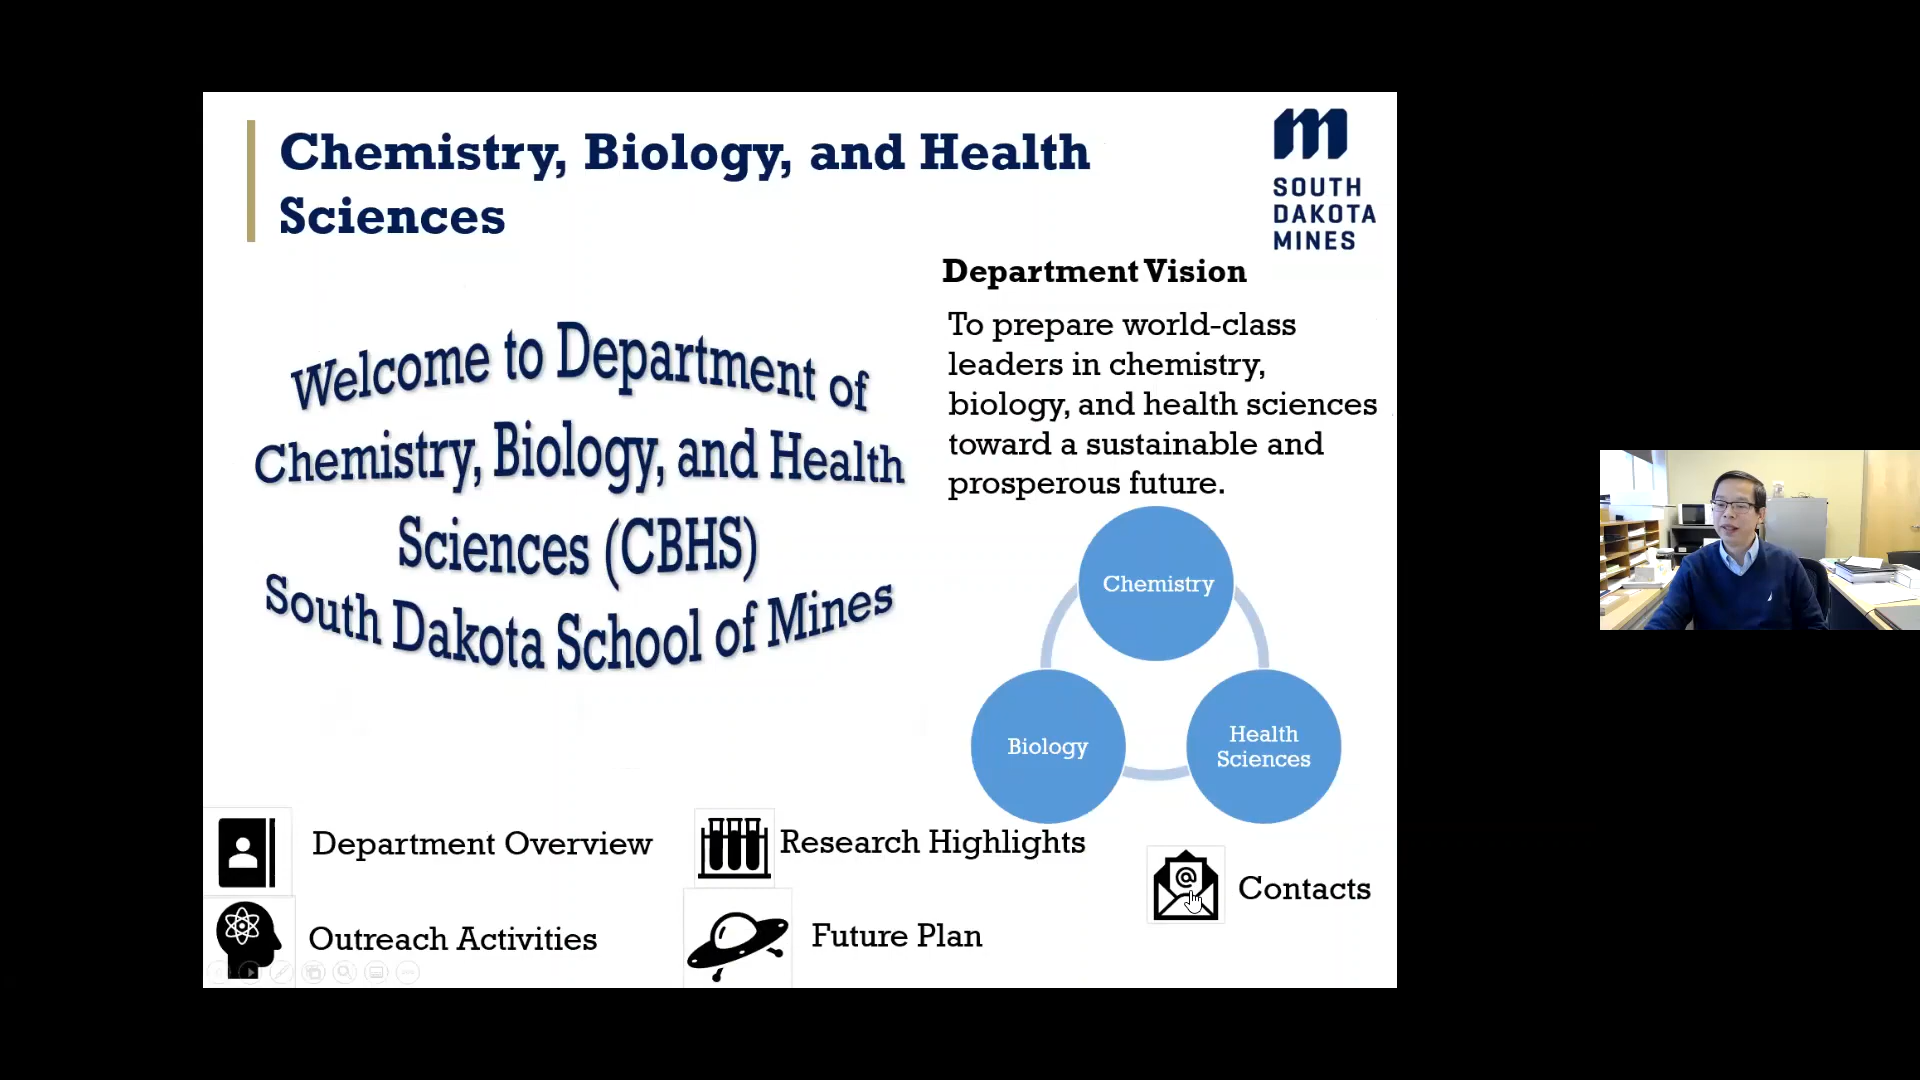 Chemistry, Biology, and Health
Sciences
SOUTH
DAKOTA
MINES
Welcome to Department of
Chemistry, Biology, and Health
Sciences (CBHS)
South Dakota School of Mines
Department Vision
To prepare world-class
leaders in chemistry,
biology, and health sciences
toward a sustainable and
prosperous future.
Chemistry
Biology
Health
Sciences
Department Overview
Research Highlights
Outreach Activities
Future Plan
@
Contacts